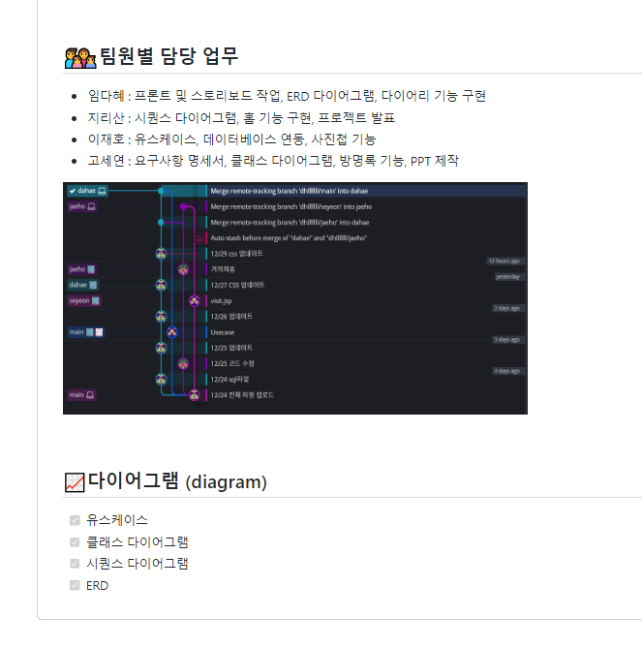 팀원별 담당 업무
임다혜 : 프론트 및 스토리보드 작업, ERD 다이어그램, 다이어리 기능 구현
지리산 : 시퀀스 다이어그램, 홈 기능 구현, 프로젝트 발표
이재호 : 유스케이스, 데이터베이스 연동, 사진첩 기능
고세연 : 요구사항 명세서, 클래스 다이어그램, 방명록 기능, PPT 제작
dahae Merge remote-tracking branch 'dhlllllll/main' into dahae
jaeho Merge remote-tracking branch 'dhlllllll/seyeon' into jaeho
Merge remote-tracking branch 'dhlllllll/jaeho' into dahae
Auto stash before merge of "dahae" and "dhlllllll/jaeho"
12/29 css 업데이트
12 hours ago
jaeho 거의최종
yesterday
dahae 12/27 CSS 업데이트
seyeon visit.jsp
2 days ago
12/26 업데이트
main Usecase
3 days ago
12/25 업데이트
12/25 코드 수정
4 days ago
12/24 sql파일
main 12/24 전체 파일 업로드
다이어그램 (diagram)
유스케이스
클래스 다이어그램
시퀀스 다이어그램
ERD